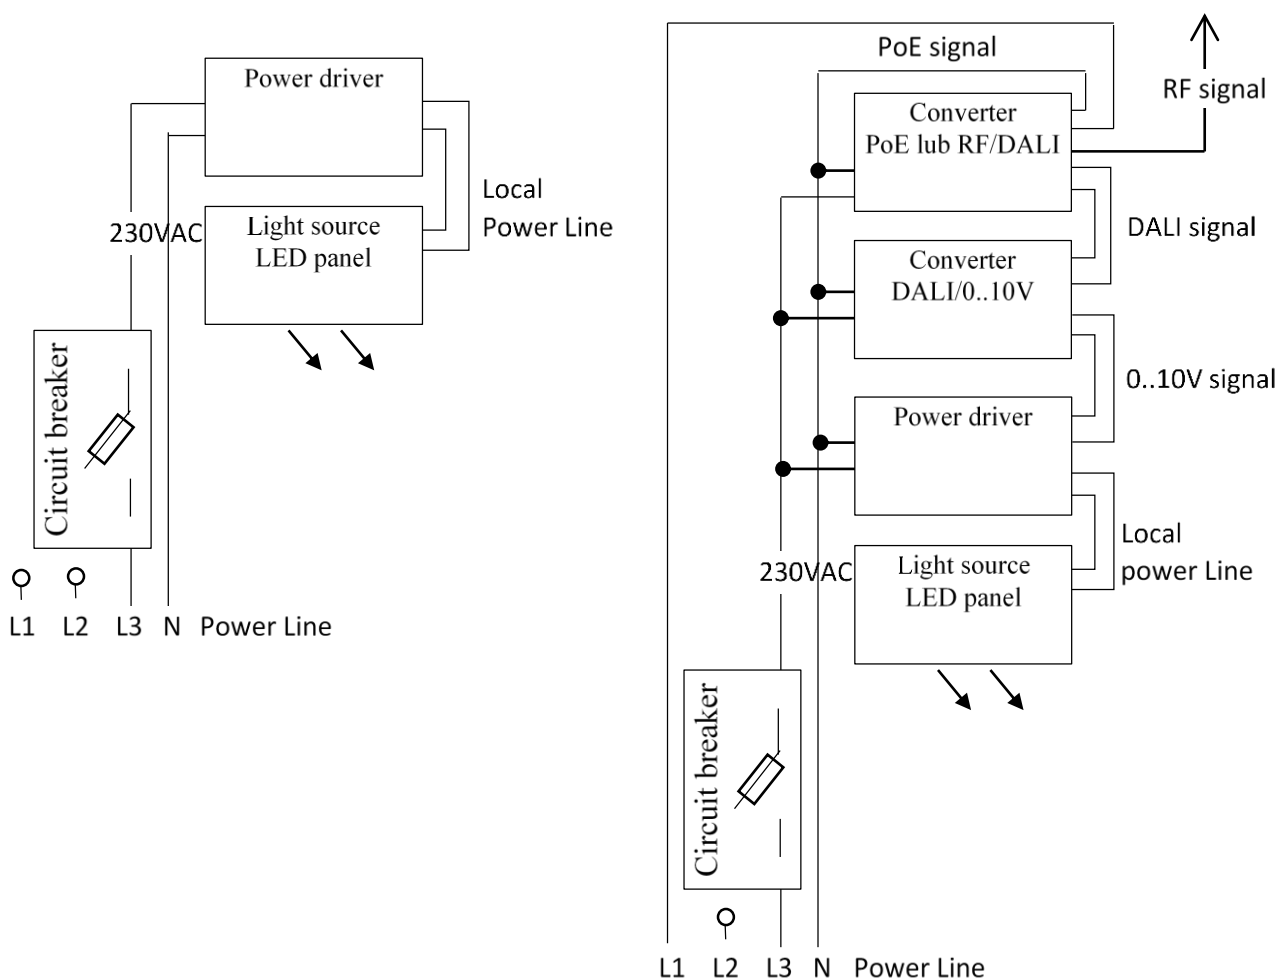 Power driver
Local
Power Line
230VAC
Light source
LED panel
Circuit breaker
L1 L2 L3 N Power Line
PoE signal
RF signal
Converter
PoE lub RF/DALI
DALI signal
Converter
DALI/0..10V
0..10V signal
Power driver
Local
power Line
230VAC
Light source
LED panel
Circuit breaker
L1 L2 L3 N Power Line